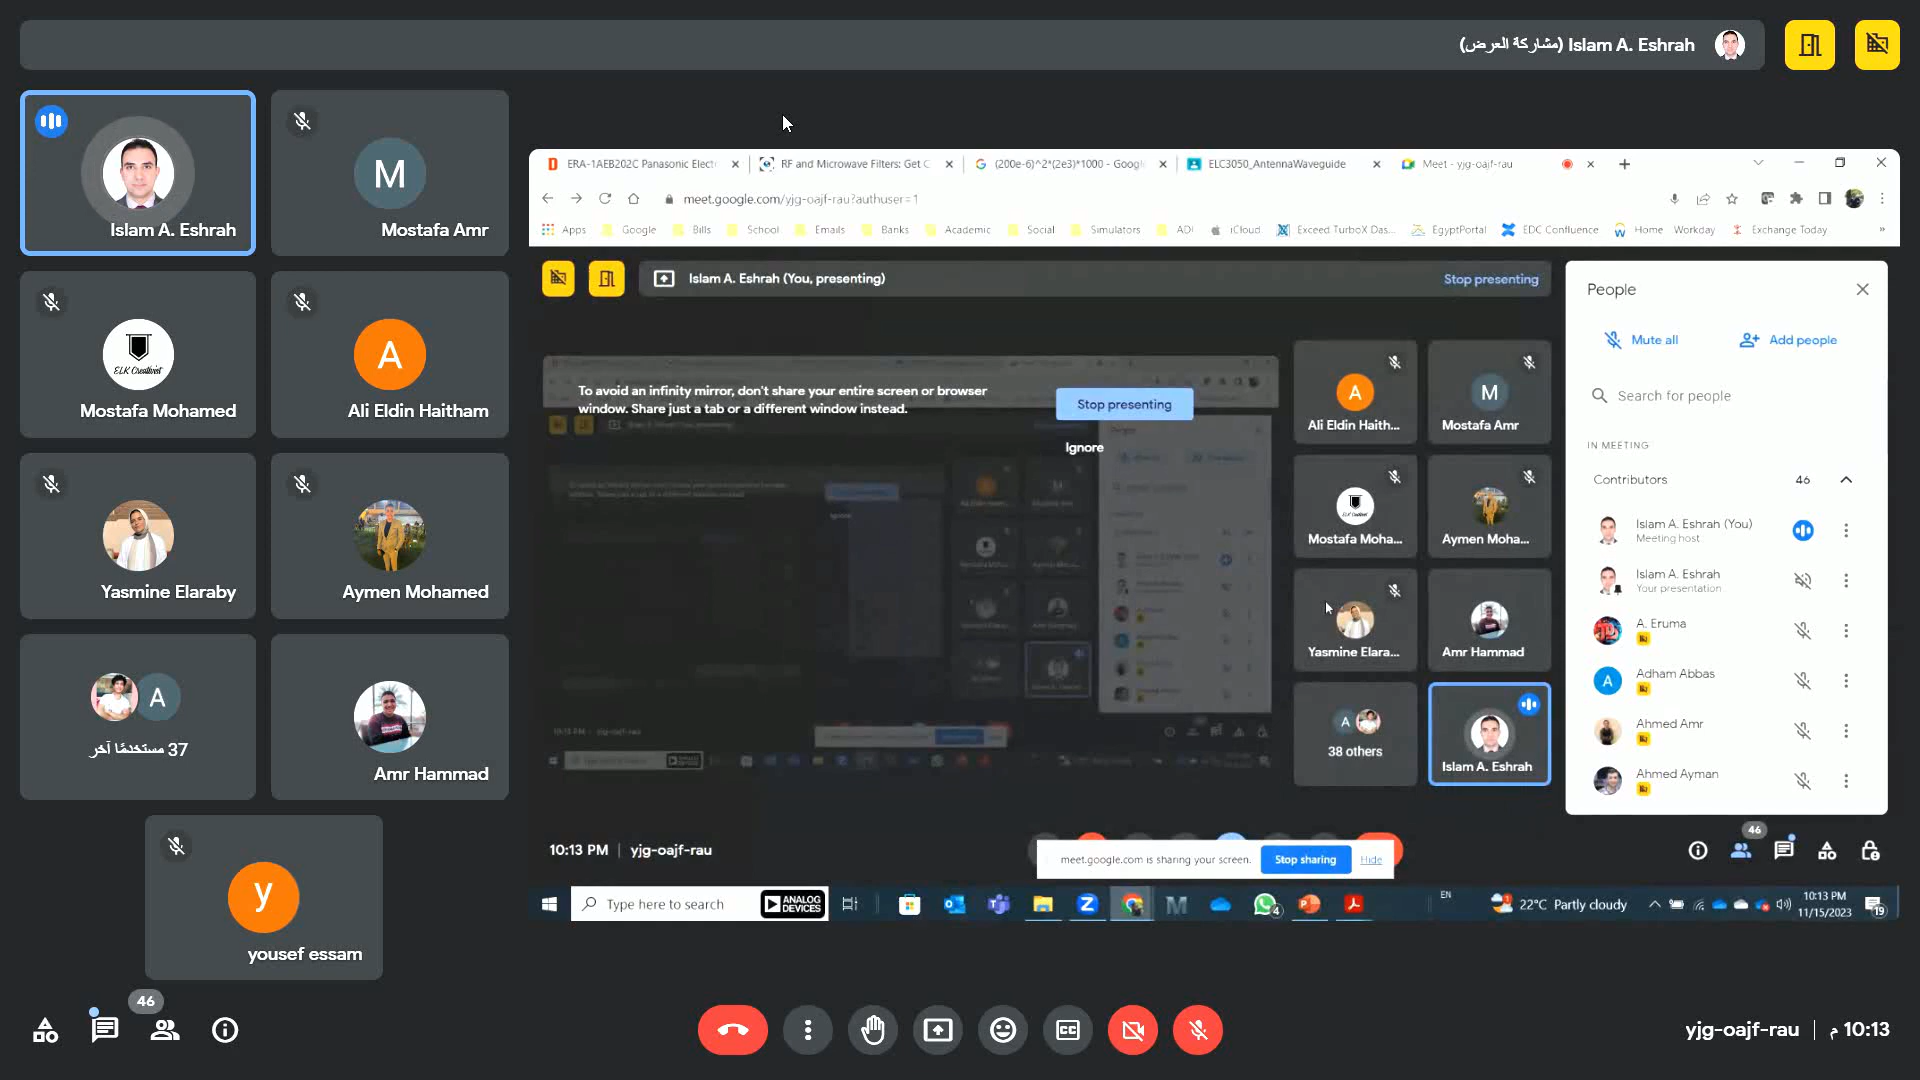 Islam A. Eshrah (مشاركة العرض)
Islam A. Eshrah
M
Mostafa Amr
ELK Creativist
Mostafa Mohamed
A
Ali Eldin Haitham
Yasmine Elaraby
Aymen Mohamed
A
37 مستخدمًا آخر
Amr Hammad
y
yousef essam
ERA-1AEB202C Panasonic Elect
RF and Microwave Filters: Get C
(200e-6)^2*(2e3)*1000 - Googl
ELC3050_AntennaWaveguide
Meet - yjg-oajf-rau
meet.google.com/yjg-oajf-rau?authuser=1
Apps
Google
Bills
School
Emails
Banks
Academic
Social
Simulators
ADI
iCloud
Exceed TurboX Das...
EgyptPortal
EDC Confluence
Home
Workday
Exchange Today
»
Islam A. Eshrah (You, presenting)
Stop presenting
To avoid an infinity mirror, don't share your entire screen or browser
window. Share just a tab or a different window instead.
Stop presenting
Ignore
A
Ali Eldin Haith...
M
Mostafa Amr
Mostafa Moha...
Aymen Moha...
Yasmine Elara...
Amr Hammad
A
38 others
Islam A. Eshrah
People
Mute all
Add people
Search for people
IN MEETING
Contributors 46
Islam A. Eshrah (You)
Meeting host
Islam A. Eshrah
Your presentation
A. Eruma
A
Adham Abbas
Ahmed Amr
Ahmed Ayman
10:13 PM | yjg-oajf-rau
meet.google.com is sharing your screen.
Stop sharing
Hide
46
Type here to search
ANALOG
DEVICES
4
EN
22°C Partly cloudy
10:13 PM
11/15/2023
19
46
CC
yjg-oajf-rau | 10:13 م